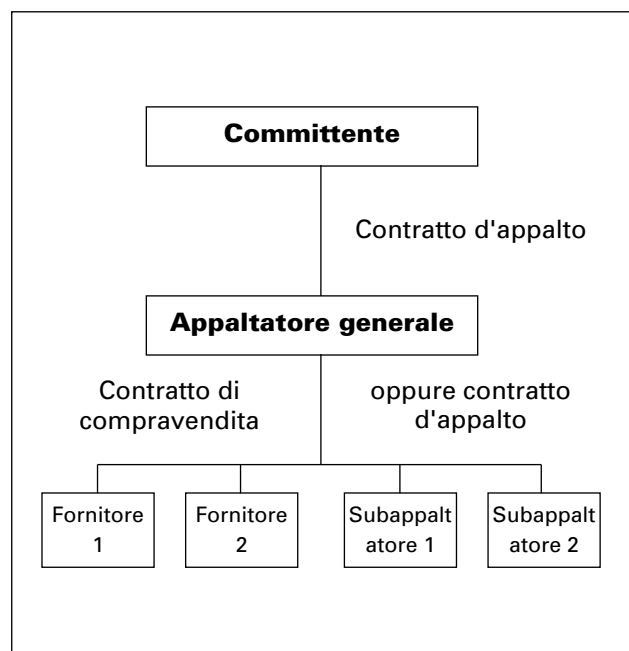 Committente
Contratto d'appalto
Appaltatore generale
Contratto di
compravendita
oppure contratto
d'appalto
Fornitore
1
Fornitore
2
Subappalt
atore 1
Subappalt
atore 2